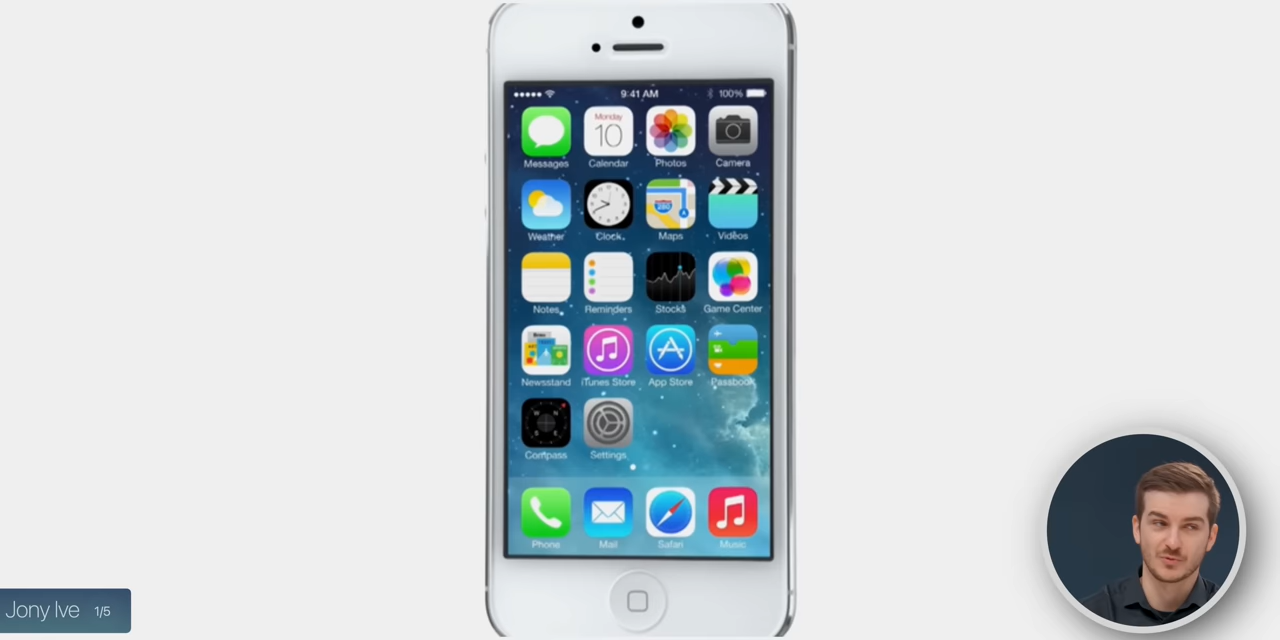 9:41 AM 100%
Monday
10
Messages Calendar Photos Camera
280
Weather Clock Maps Videos
Notes Reminders Stocks Game Center
Newsstand iTunes Store App Store Passbook
Compass Settings
Phone Mail Safari Music
Jony Ive 1/5